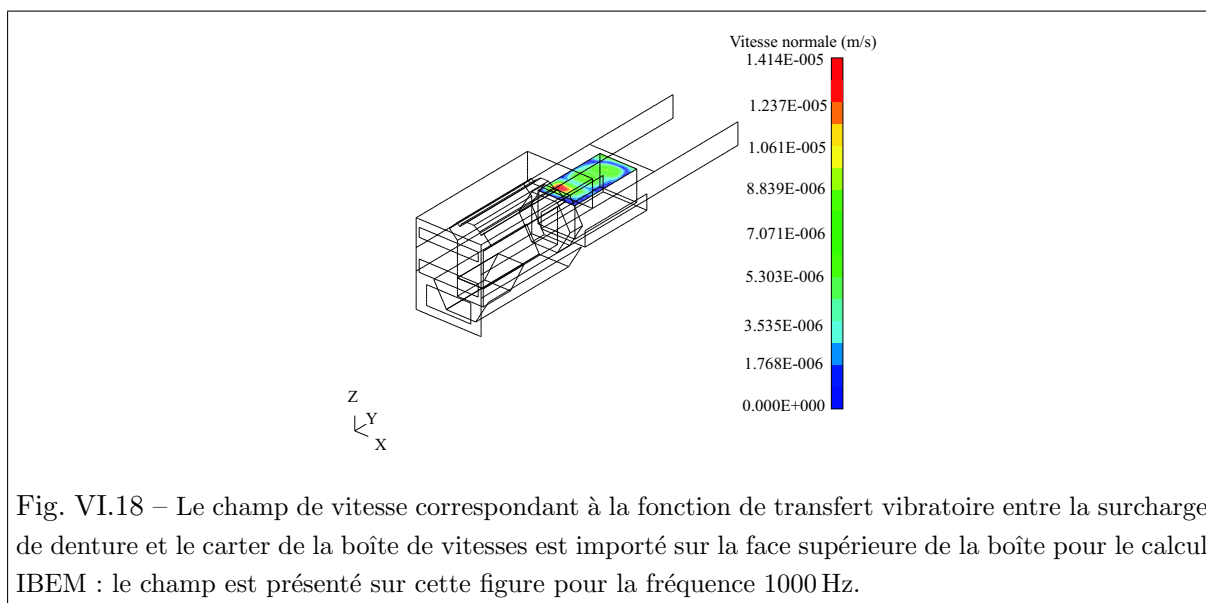 Vitesse normale (m/s)
1.414E-005
1.237E-005
1.061E-005
8.839E-006
7.071E-006
5.303E-006
3.535E-006
1.768E-006
0.000E+000
Z
Y
X
Fig. VI.18 – Le champ de vitesse correspondant à la fonction de transfert vibratoire entre la surcharge
de denture et le carter de la boîte de vitesses est importé sur la face supérieure de la boîte pour le calcul
IBEM : le champ est présenté sur cette figure pour la fréquence 1000 Hz.